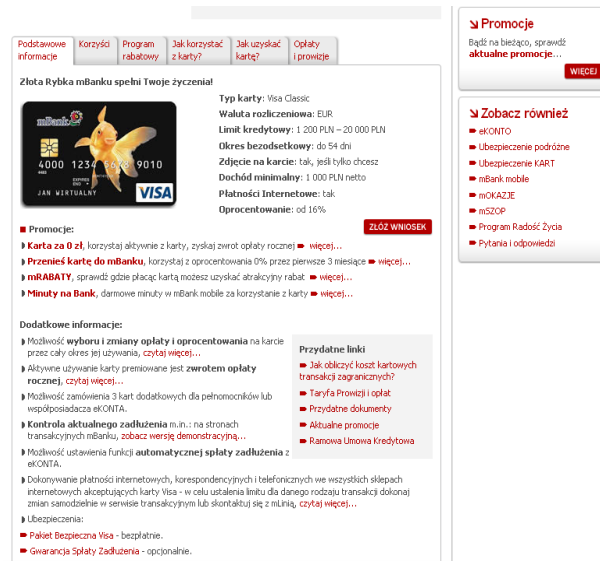 Podstawowe informacje
Korzyści
Program rabatowy
Jak korzystać z karty?
Jak uzyskać kartę?
Opłaty i prowizje
Złota Rybka mBanku spełni Twoje życzenia!
mBank
4000 1234 5678 9010
4000
EXPIRES END
JAN WIRTUALNY
VISA
Typ karty: Visa Classic
Waluta rozliczeniowa: EUR
Limit kredytowy: 1 200 PLN – 20 000 PLN
Okres bezodsetkowy: do 54 dni
Zdjęcie na karcie: tak, jeśli tylko chcesz
Dochód minimalny: 1 000 PLN netto
Płatności Internetowe: tak
Oprocentowanie: od 16%
ZŁÓŻ WNIOSEK
Promocje:
Karta za 0 zł, korzystaj aktywnie z karty, zyskaj zwrot opłaty rocznej więcej...
Przenieś kartę do mBanku, korzystaj z oprocentowania 0% przez pierwsze 3 miesiące więcej...
mRABATY, sprawdź gdzie płacąc kartą możesz uzyskać atrakcyjny rabat więcej...
Minuty na Bank, darmowe minuty w mBank mobile za korzystanie z karty więcej...
Dodatkowe informacje:
Możliwość wyboru i zmiany opłaty i oprocentowania na karcie
przez cały okres jej używania, czytaj więcej...
Aktywne używanie karty premiowane jest zwrotem opłaty
rocznej, czytaj więcej...
Możliwość zamówienia 3 kart dodatkowych dla pełnomocników lub
współposiadacza eKONTA.
Kontrola aktualnego zadłużenia m.in.: na stronach
transakcyjnych mBanku, zobacz wersję demonstracyjną...
Możliwość ustawienia funkcji automatycznej spłaty zadłużenia z
eKONTA.
Dokonywanie płatności internetowych, korespondencyjnych i telefonicznych we wszystkich sklepach
internetowych akceptujących karty Visa - w celu ustalenia limitu dla danego rodzaju transakcji dokonaj
zmian samodzielnie w serwisie transakcyjnym lub skontaktuj się z mLinią, czytaj więcej...
Ubezpieczenia:
Pakiet Bezpieczna Visa - bezpłatnie.
Gwarancja Spłaty Zadłużenia - opcjonalnie.
Przydatne linki
Jak obliczyć koszt kartowych
transakcji zagranicznych?
Taryfa Prowizji i opłat
Przydatne dokumenty
Aktualne promocje
Ramowa Umowa Kredytowa
Promocje
Bądź na bieżąco, sprawdź
aktualne promocje...
WIĘCEJ
Zobacz również
eKONTO
Ubezpieczenie podróżne
Ubezpieczenie KART
mBank mobile
mOKAZJE
mSZOP
Program Radość Życia
Pytania i odpowiedzi